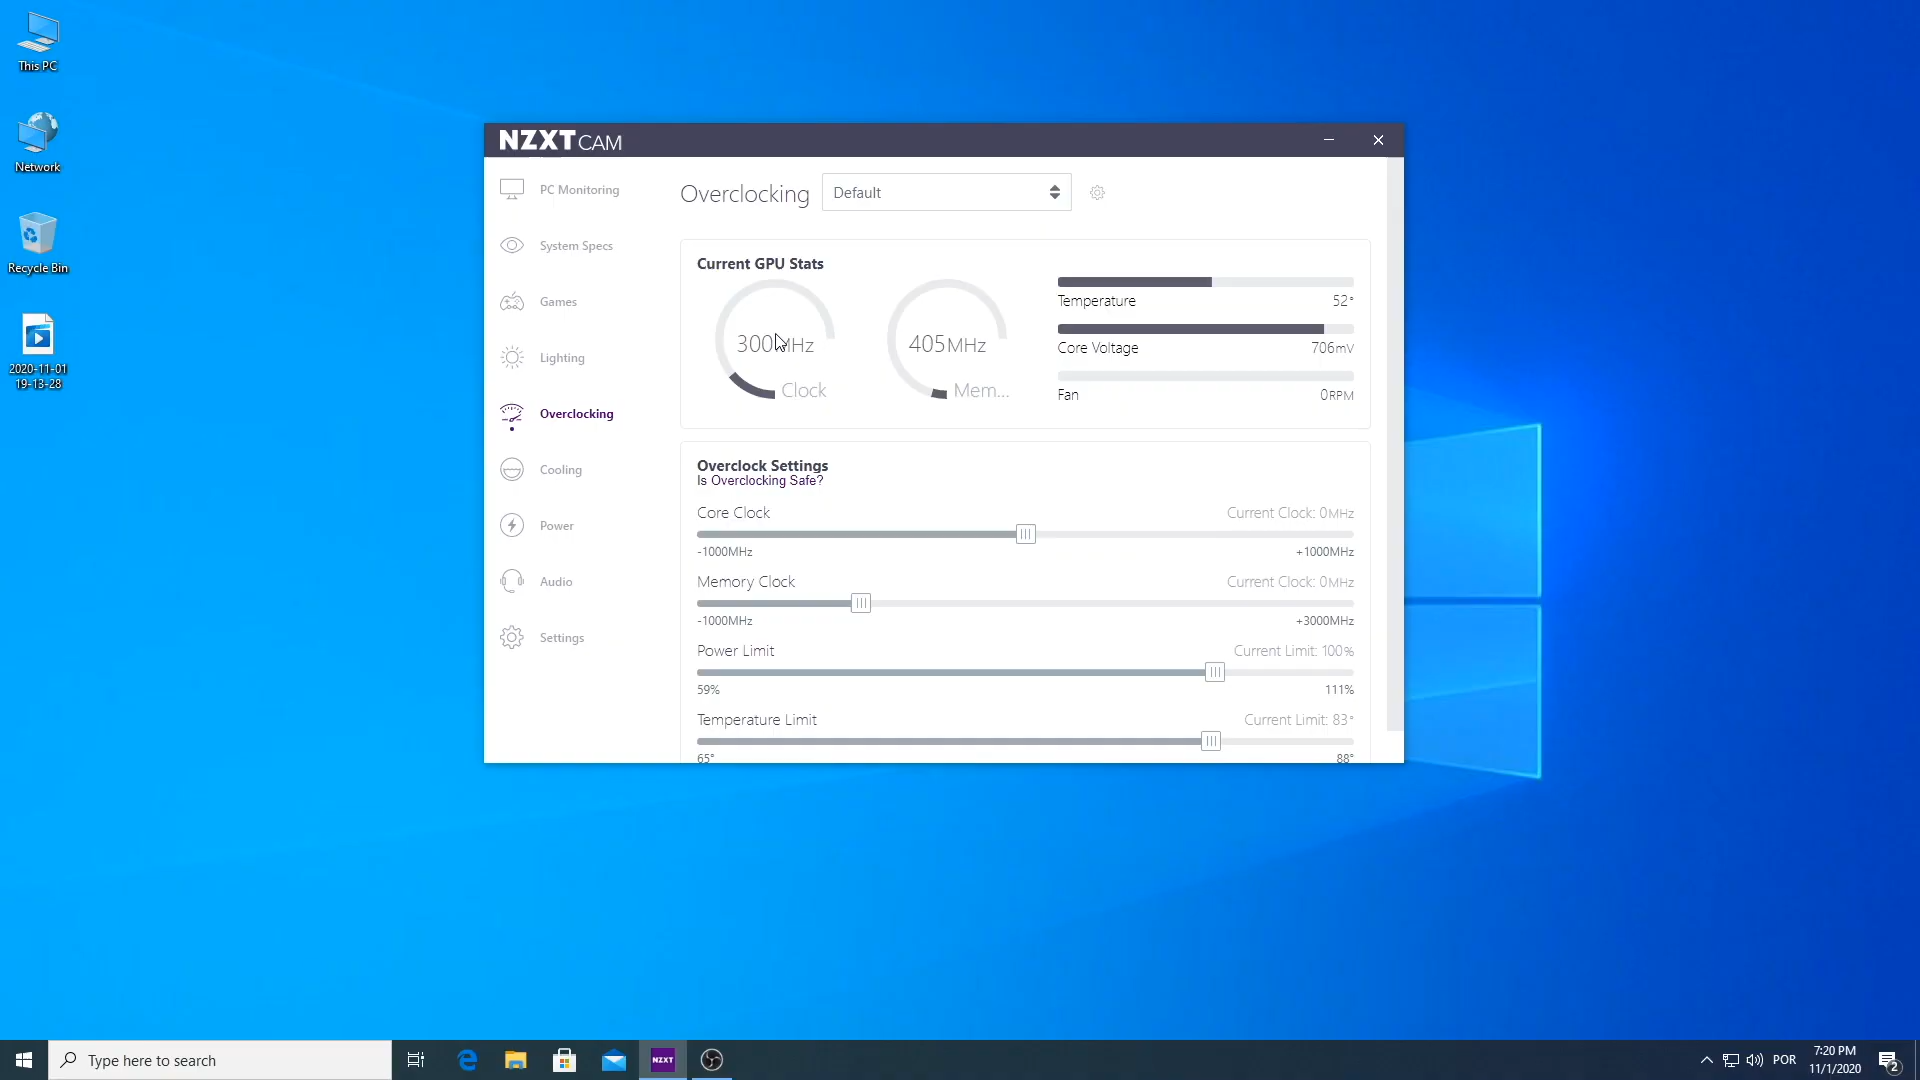 This PC
Network
Recycle Bin
2020-11-01
19-13-28
NZXT CAM
PC Monitoring
System Specs
Games
Lighting
Overclocking
Cooling
Power
Audio
Settings
Overclocking
Default
Current GPU Stats
300MHz
Clock
405MHz
Mem...
Temperature 52°
Core Voltage 706mV
Fan 0RPM
Overclock Settings
Is Overclocking Safe?
Core Clock Current Clock: 0MHz
-1000MHz +1000MHz
Memory Clock Current Clock: 0MHz
-1000MHz +3000MHz
Power Limit Current Limit: 100%
59% 111%
Temperature Limit Current Limit: 83°
65° 88°
Type here to search
NZXT
POR
7:20 PM
11/1/2020
2